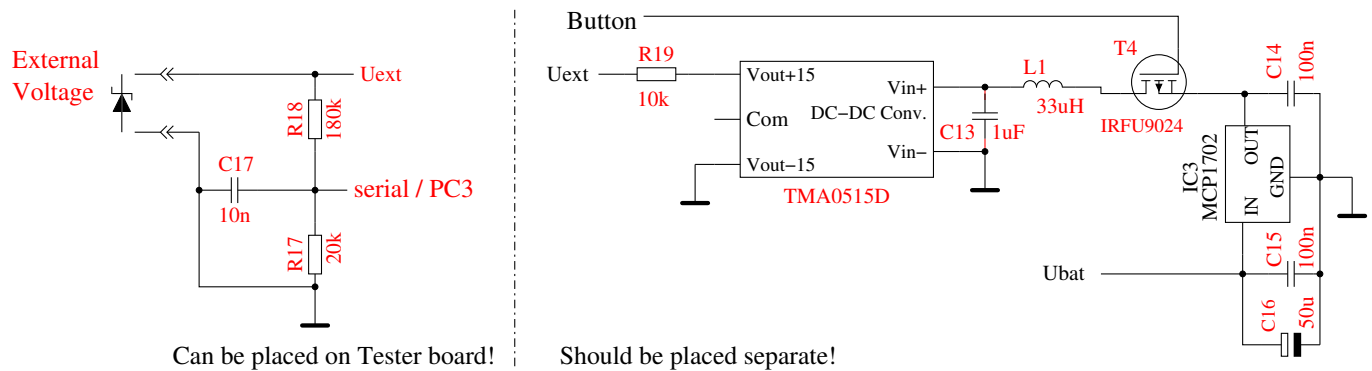 External
Voltage
Uext
R18
180k
C17
10n
serial / PC3
R17
20k
Can be placed on Tester board!
Button
Uext
R19
10k
Vout+15
Com
Vout−15
Vin+
DC−DC Conv.
Vin−
TMA0515D
C13
1uF
L1
33uH
T4
IRFU9024
C14
100n
IC3
MCP1702
OUT
GND
IN
Ubat
C15
100n
C16
50u
Should be placed separate!